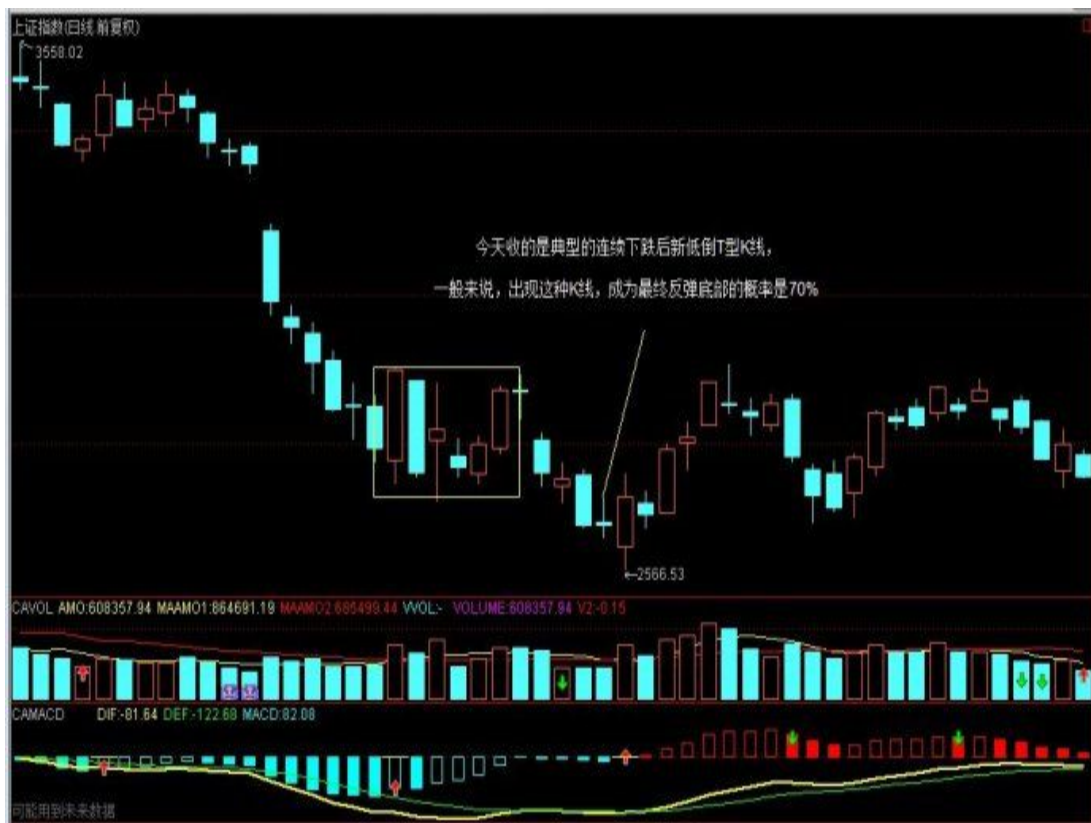 上证指数(日线 前复权)
3558.02
今天收的是典型的连续下跌后新低倒T型K线，
一般来说，出现这种K线，成为最终反弹底部的概率是70%
2566.53
CAVOL AMO:608357.94 MAAMO1:864691.19 MAAMO2:685499.44 VVOL:- VOLUME:608357.94 V2:-0.15
CAMACD DIF:-81.64 DEF:-122.68 MACD:82.08
可能用到未来数据